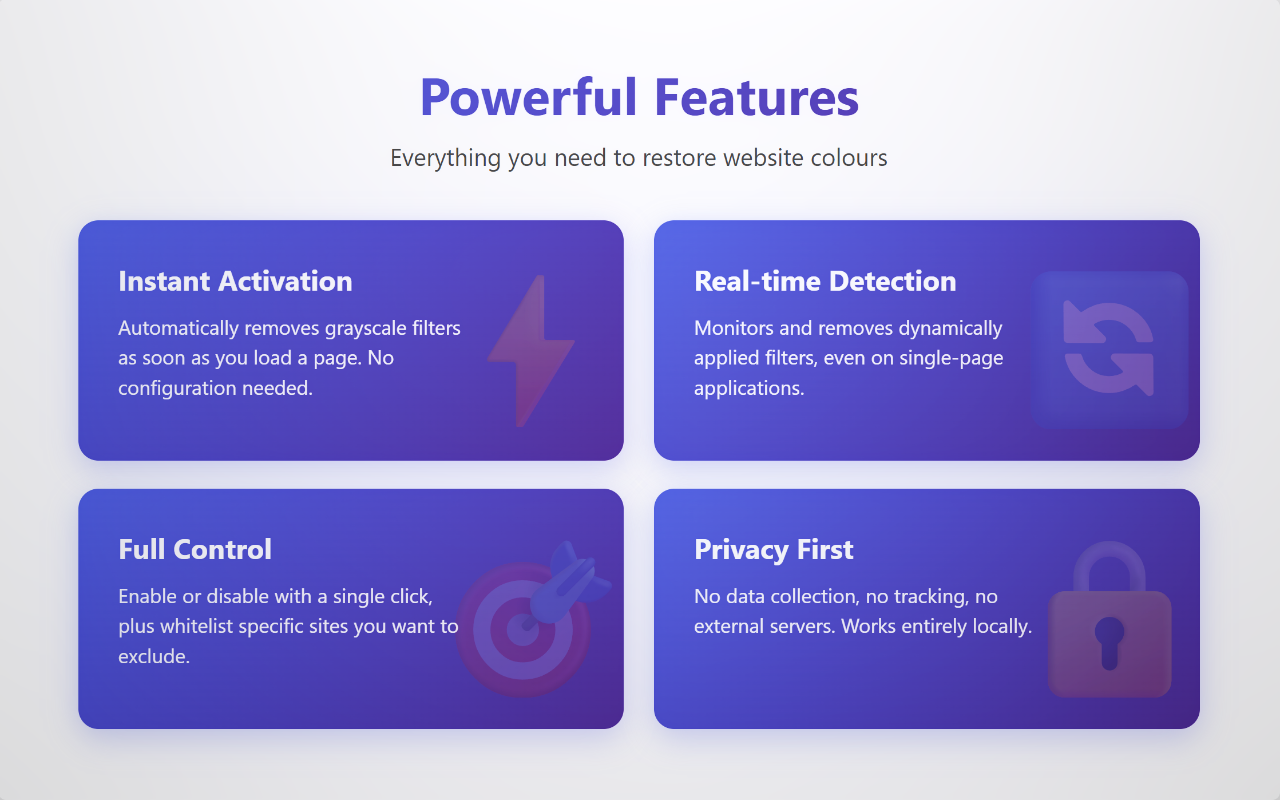 Powerful Features
Everything you need to restore website colours
Instant Activation
Automatically removes grayscale filters
as soon as you load a page. No
configuration needed.
Real-time Detection
Monitors and removes dynamically
applied filters, even on single-page
applications.
Full Control
Enable or disable with a single click,
plus whitelist specific sites you want to
exclude.
Privacy First
No data collection, no tracking, no
external servers. Works entirely locally.